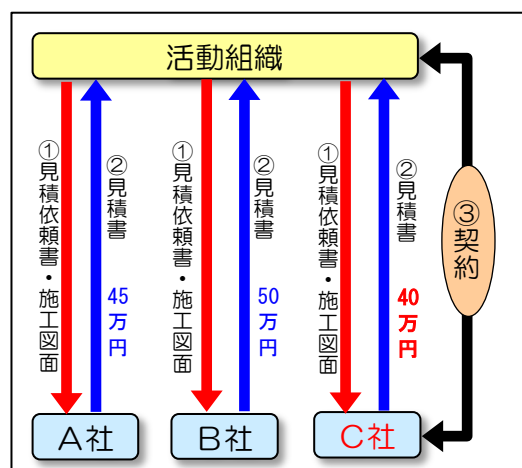 活動組織
①見積依頼書・施工図面
②見積書
45万円
①見積依頼書・施工図面
②見積書
50万円
①見積依頼書・施工図面
②見積書
40万円
③契約
A社
B社
C社